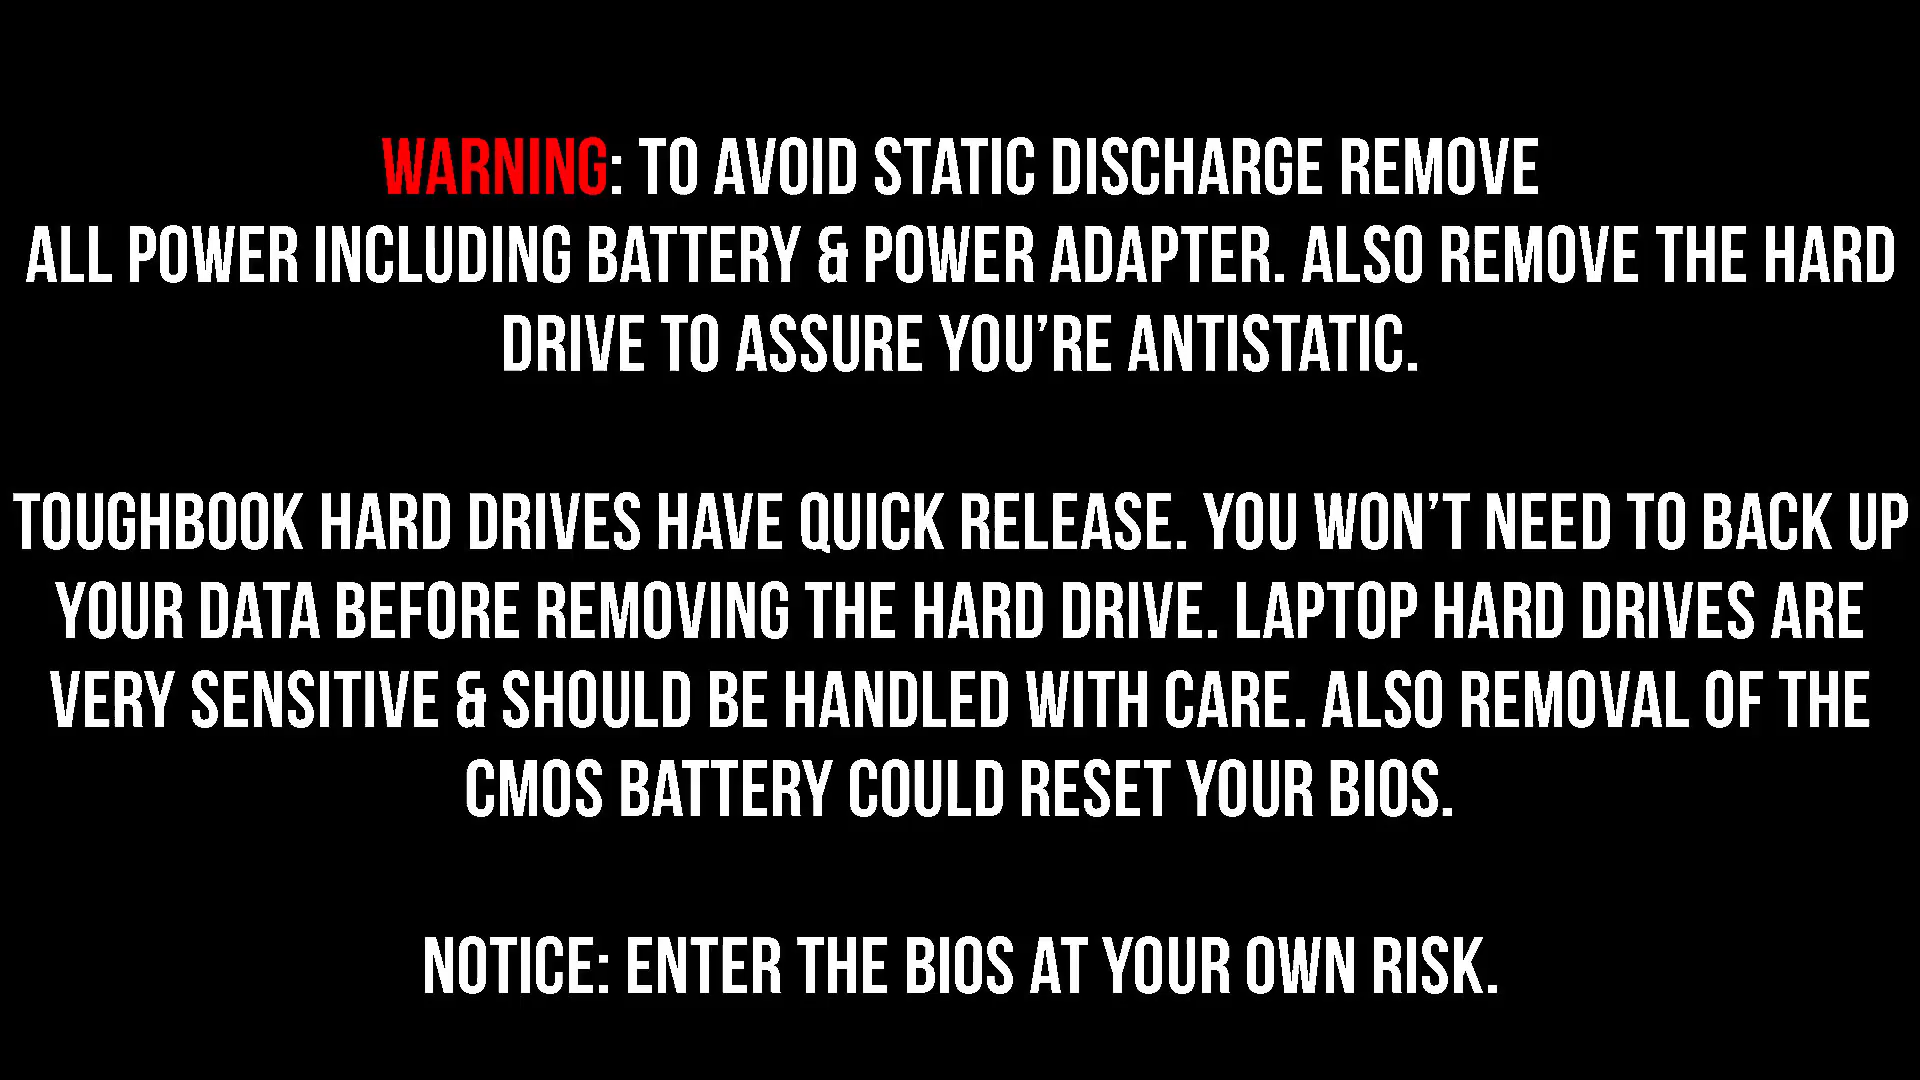 WARNING: TO AVOID STATIC DISCHARGE REMOVE
ALL POWER INCLUDING BATTERY & POWER ADAPTER. ALSO REMOVE THE HARD
DRIVE TO ASSURE YOU’RE ANTISTATIC.
TOUGHBOOK HARD DRIVES HAVE QUICK RELEASE. YOU WON’T NEED TO BACK UP
YOUR DATA BEFORE REMOVING THE HARD DRIVE. LAPTOP HARD DRIVES ARE
VERY SENSITIVE & SHOULD BE HANDLED WITH CARE. ALSO REMOVAL OF THE
CMOS BATTERY COULD RESET YOUR BIOS.
NOTICE: ENTER THE BIOS AT YOUR OWN RISK.